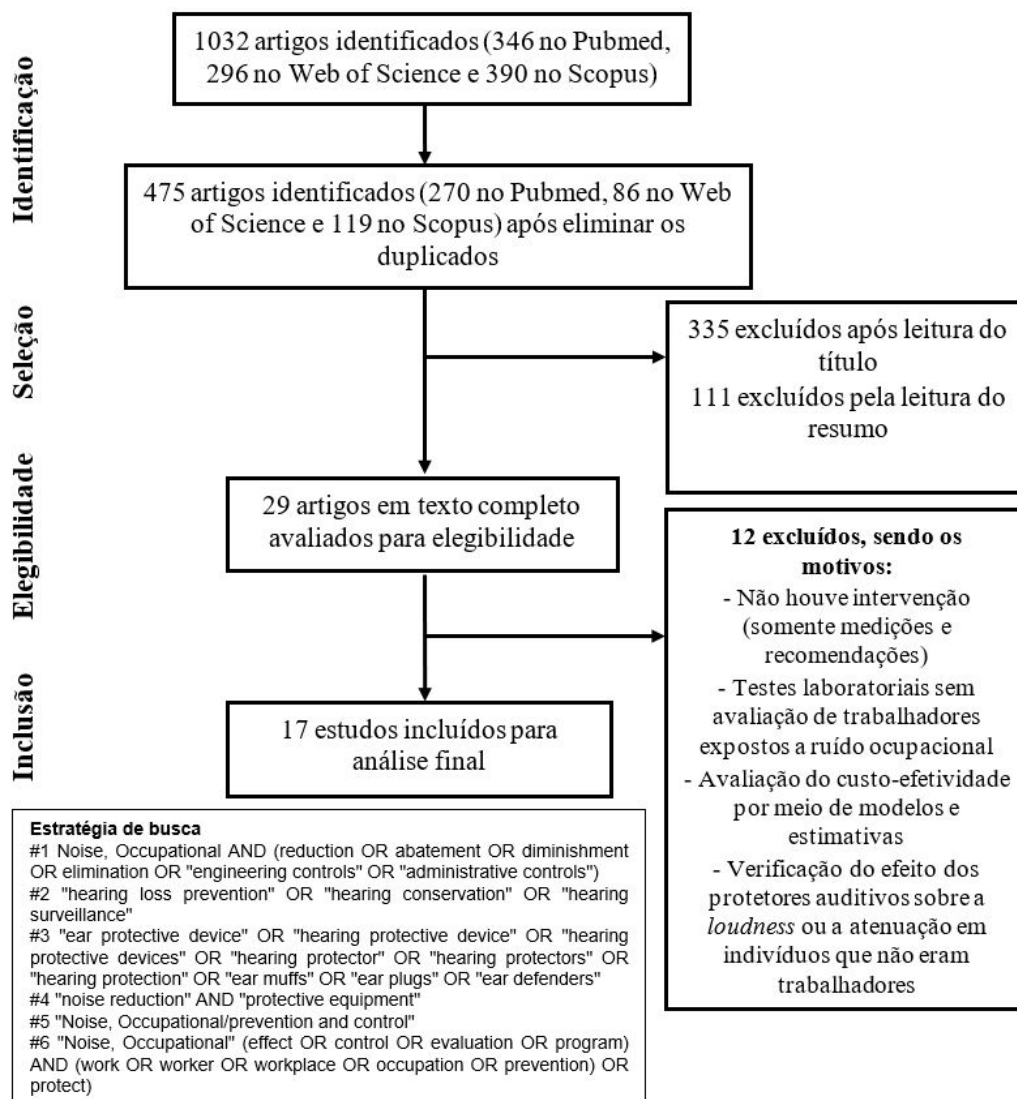 Identificação
1032 artigos identificados (346 no Pubmed,
296 no Web of Science e 390 no Scopus)
475 artigos identificados (270 no Pubmed, 86 no Web
of Science e 119 no Scopus) após eliminar os
duplicados
Seleção
335 excluídos após leitura do
título
111 excluídos pela leitura do
resumo
Elegibilidade
29 artigos em texto completo
avaliados para elegibilidade
12 excluídos, sendo os
motivos:
- Não houve intervenção
(somente medições e
recomendações)
- Testes laboratoriais sem
avaliação de trabalhadores
expostos a ruído ocupacional
- Avaliação do custo-efetividade
por meio de modelos e
estimativas
- Verificação do efeito dos
protetores auditivos sobre a
loudness ou a atenuação em
indivíduos que não eram
trabalhadores
Inclusão
17 estudos incluídos para
análise final
Estratégia de busca
#1 Noise, Occupational AND (reduction OR abatement OR diminishment
OR elimination OR "engineering controls" OR "administrative controls")
#2 "hearing loss prevention" OR "hearing conservation" OR "hearing
surveillance"
#3 "ear protective device" OR "hearing protective device" OR "hearing
protective devices" OR "hearing protector" OR "hearing protectors" OR
"hearing protection" OR "ear muffs" OR "ear plugs" OR "ear defenders"
#4 "noise reduction" AND "protective equipment"
#5 "Noise, Occupational/prevention and control"
#6 "Noise, Occupational" (effect OR control OR evaluation OR program)
AND (work OR worker OR workplace OR occupation OR prevention) OR
protect)